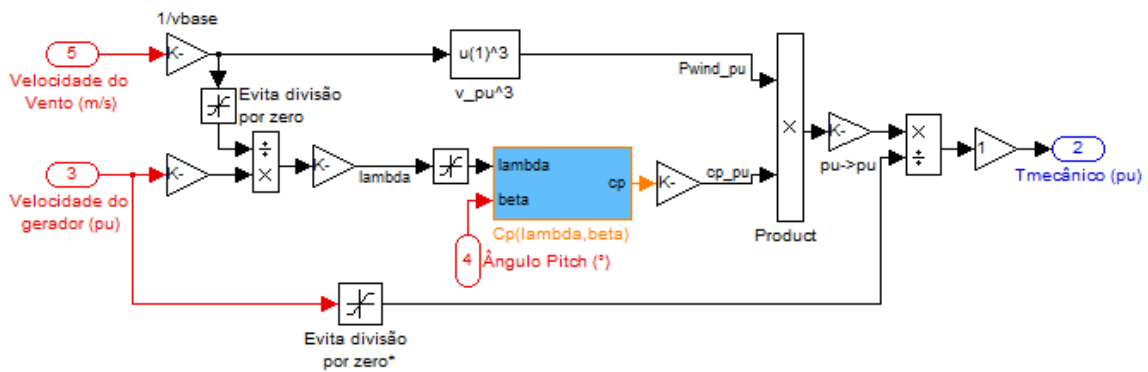 1/vbase
5
K-
u(1)^3
Pwind_pu
Velocidade do
Vento (m/s)
v_pu^3
Evita divisão
por zero
÷
×
3
K-
K-
lambda
lambda
beta
cp
K-
cp_pu
×
K-
pu->pu
×
÷
1
2
Tmecânico (pu)
Velocidade do
gerador (pu)
Cp(lambda,beta)
4
Ângulo Pitch (°)
Product
Evita divisão
por zero*